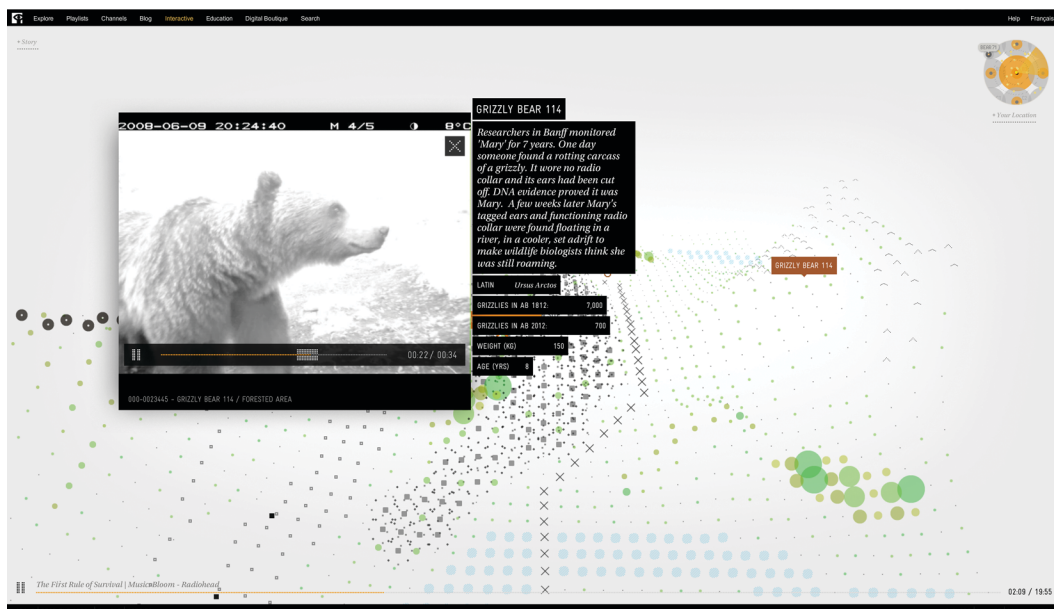 Explore Playlists Channels Blog Interactive Education Digital Boutique Search Help Français
+ Story
BEAR 71
+ Your Location
GRIZZLY BEAR 114
2008-06-09 20:24:40 M 4/5 8°C
Researchers in Banff monitored
'Mary' for 7 years. One day
someone found a rotting carcass
of a grizzly. It wore no radio
collar and its ears had been cut
off. DNA evidence proved it was
Mary. A few weeks later Mary's
tagged ears and functioning radio
collar were found floating in a
river, in a cooler, set adrift to
make wildlife biologists think she
was still roaming.
GRIZZLY BEAR 114
LATIN Ursus Arctos
GRIZZLIES IN AB 1812: 7,000
GRIZZLIES IN AB 2012: 700
WEIGHT (KG) 150
AGE (YRS) 8
00:22 / 00:34
000-0023445 - GRIZZLY BEAR 114 / FORESTED AREA
The First Rule of Survival | Music: Bloom - Radiohead
02:09 / 19:55